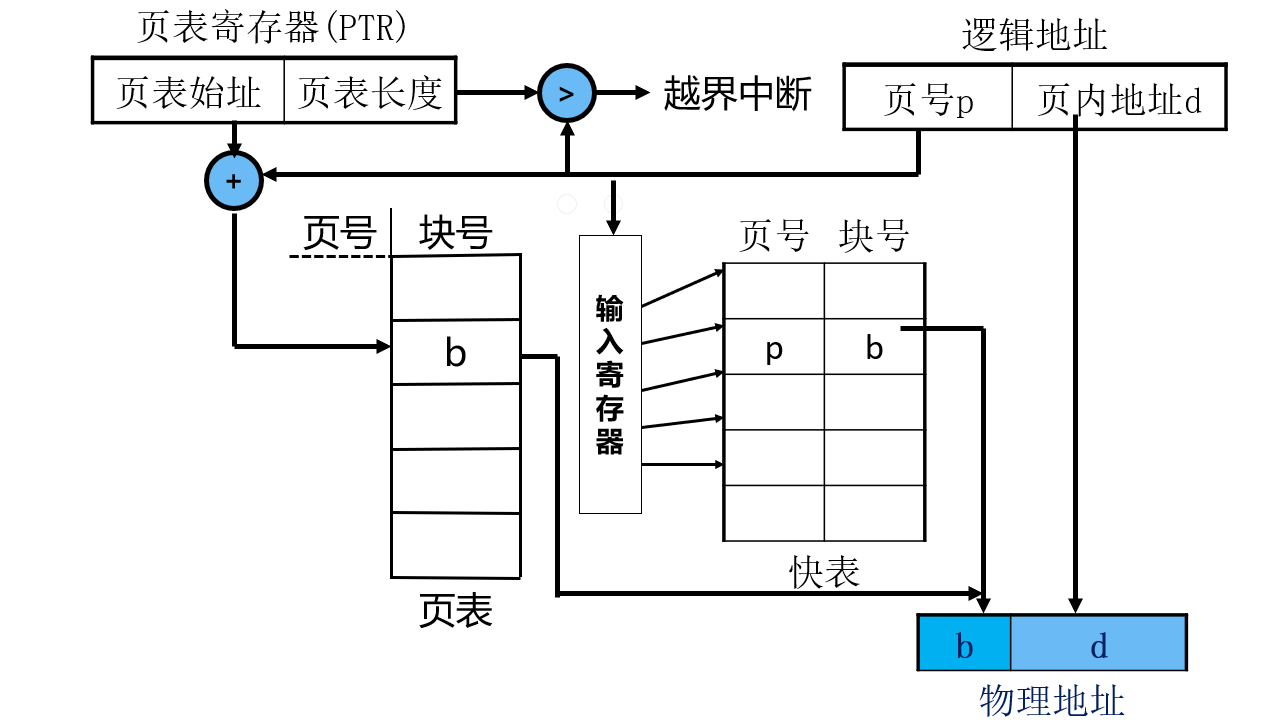 页表寄存器(PTR)
逻辑地址
页表始址 页表长度
>
越界中断
页号p 页内地址d
+
页号 块号
页号 块号
输入寄存器
b
p b
快表
页表
b d
物理地址